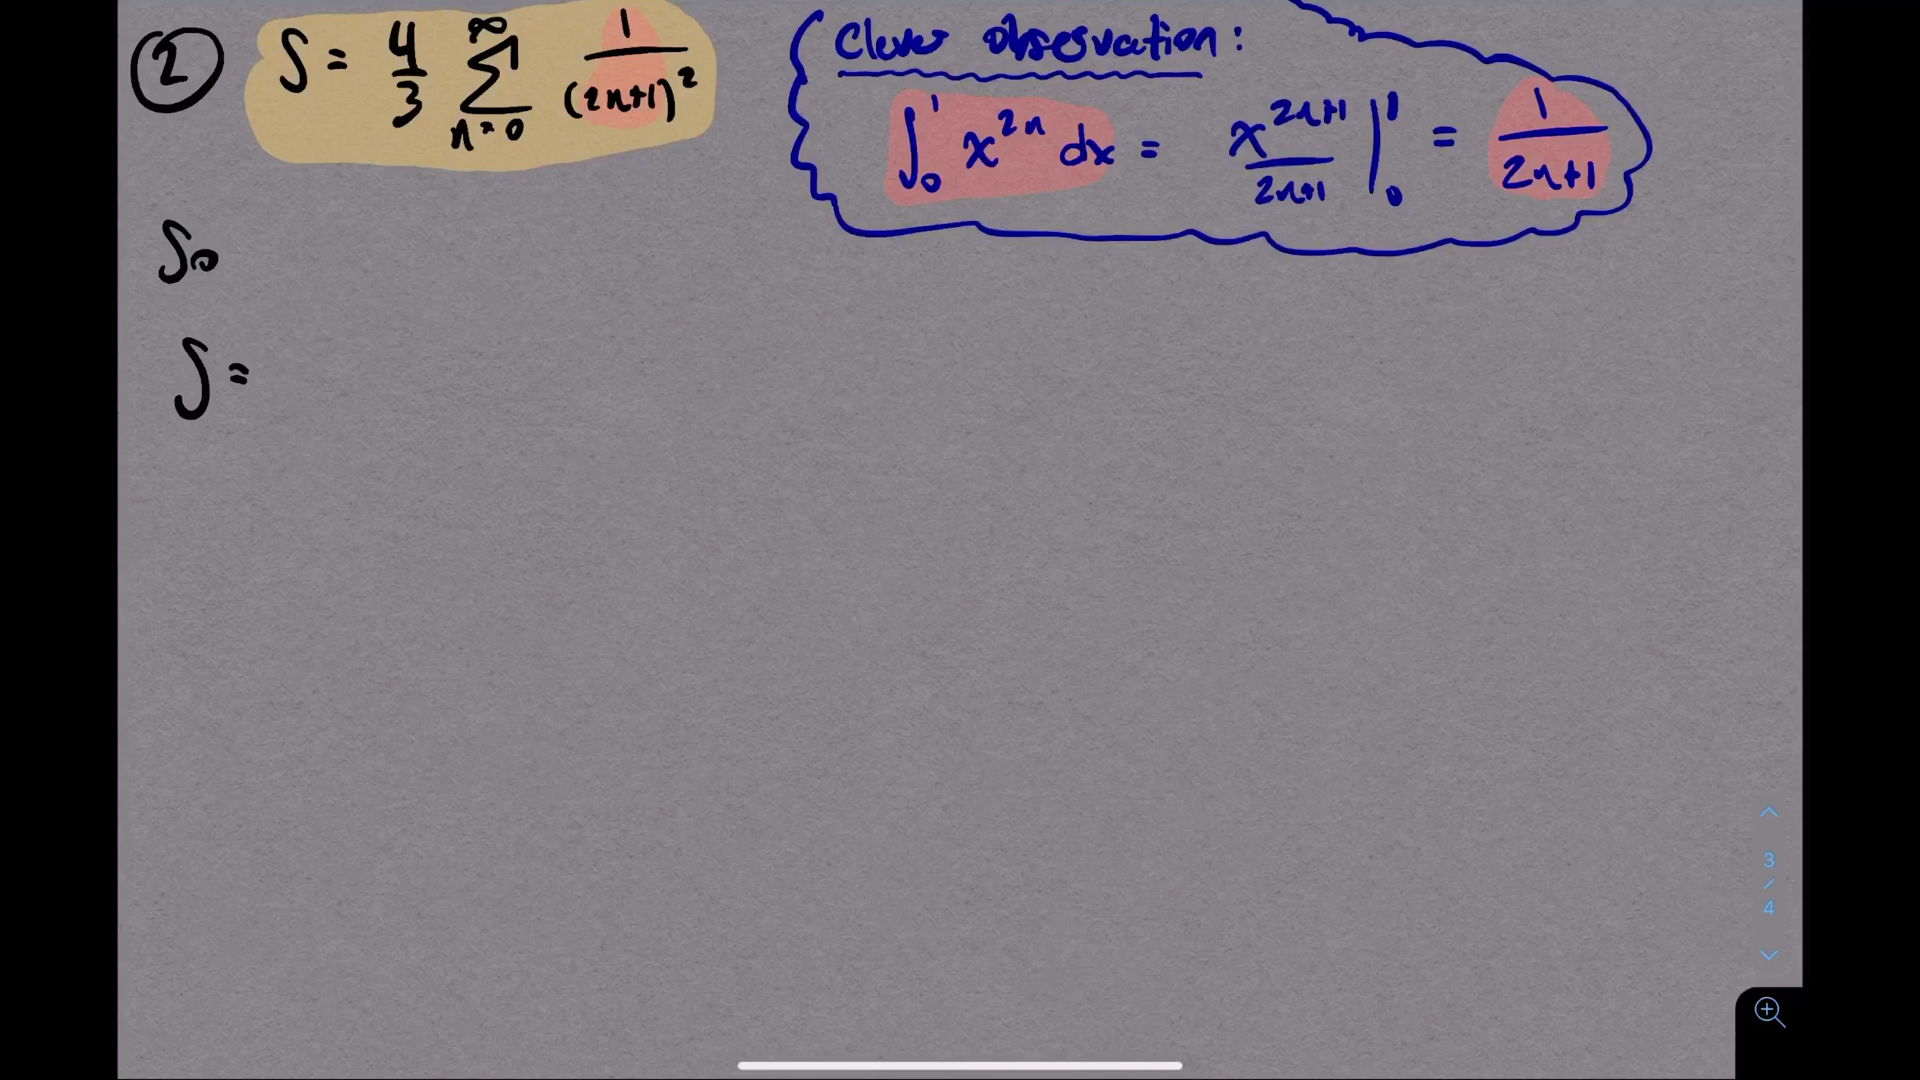 ② S = 4/3 ∑_{n=0}^{∞} 1/(2n+1)^2
Clever observation:
∫_0^1 x^{2n} dx = x^{2n+1}/2n+1 |_0^1 = 1/2n+1
So
S =
3
/
4